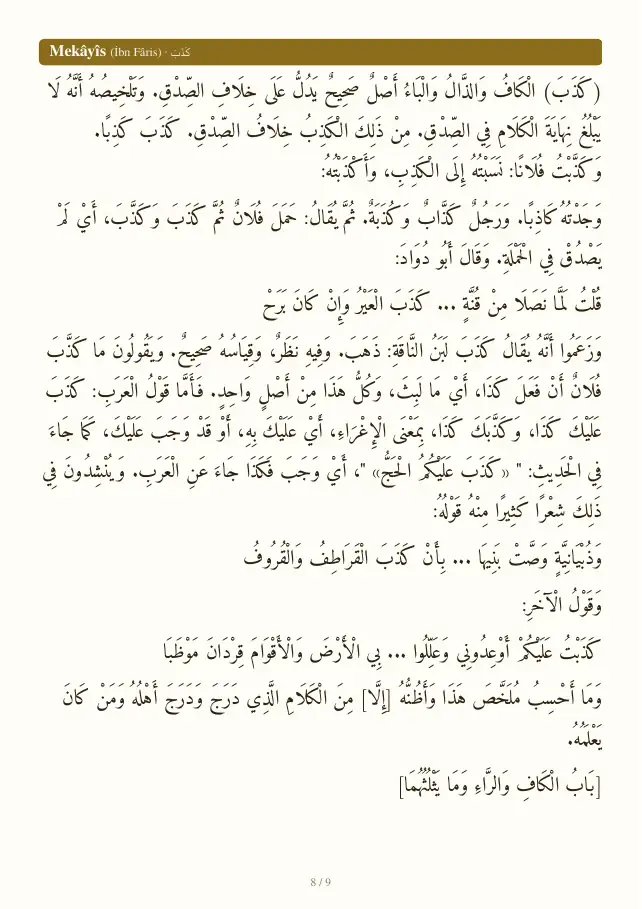 Mekâyîs (İbn Fâris) · كَذَبَ
(كَذَبَ) الْكَافُ وَالذَّالُ وَالْبَاءُ أَصْلٌ صَحِيحٌ يَدُلُّ عَلَى خِلَافِ الصِّدْقِ. وَتَلْخِيصُهُ أَنَّهُ لَا
يَبْلُغُ نِهَايَةَ الْكَلَامِ فِي الصِّدْقِ. مِنْ ذَلِكَ الْكَذِبُ خِلَافُ الصِّدْقِ. كَذَبَ كَذِبًا.
وَكَذَّبْتُ فُلَانًا: نَسَبْتُهُ إِلَى الْكَذِبِ، وَأَكْذَبْتُهُ:
وَجَدْتُهُ كَاذِبًا. وَرَجُلٌ كَذَّابٌ وَكُذَبَةٌ. ثُمَّ يُقَالُ: حَمَلَ فُلَانٌ ثُمَّ كَذَبَ وَكَذَّبَ، أَيْ لَمْ
يَصْدُقْ فِي الْحَمْلَةِ. وَقَالَ أَبُو دُوَادَ:
قُلْتُ لَمَّا نَصَلَا مِنْ قُنَّةٍ ... كَذَبَ الْعَيْرُ وَإِنْ كَانَ بَرَحْ
وَزَعَمُوا أَنَّهُ يُقَالُ كَذَبَ لَبَنُ النَّاقَةِ: ذَهَبَ. وَفِيهِ نَظَرٌ، وَقِيَاسُهُ صَحِيحٌ. وَيَقُولُونَ مَا كَذَّبَ
فُلَانٌ أَنْ فَعَلَ كَذَا، أَيْ مَا لَبِثَ، وَكُلُّ هَذَا مِنْ أَصْلٍ وَاحِدٍ. فَأَمَّا قَوْلُ الْعَرَبِ: كَذَبَ
عَلَيْكَ كَذَا، وَكَذَّبَكَ كَذَا، بِمَعْنَى الْإِغْرَاءِ، أَيْ عَلَيْكَ بِهِ، أَوْ قَدْ وَجَبَ عَلَيْكَ، كَمَا جَاءَ
فِي الْحَدِيثِ: " «كَذَبَ عَلَيْكُمُ الْحَجُّ» "، أَيْ وَجَبَ فَكَذَا جَاءَ عَنِ الْعَرَبِ. وَيُنْشِدُونَ فِي
ذَلِكَ شِعْرًا كَثِيرًا مِنْهُ قَوْلُهُ:
وَذُبْيَانِيَّةٍ وَصَّتْ بَنِيهَا ... بِأَنْ كَذَبَ الْقَرَاطِفُ وَالْقُرُوفُ
وَقَوْلُ الْآخَرِ:
كَذَبْتُ عَلَيْكُمْ أَوْعِدُونِي وَعَلِّلُوا ... بِي الْأَرْضَ وَالْأَقْوَامَ قِرْدَانَ مَوْظَبَا
وَمَا أَحْسِبُ مُلَخَّصَ هَذَا وَأَظُنُّهُ [إِلَّا] مِنَ الْكَلَامِ الَّذِي دَرَجَ وَدَرَجَ أَهْلُهُ وَمَنْ كَانَ
يَعْلَمُهُ.
[بَابُ الْكَافِ وَالرَّاءِ وَمَا يَثْلُثُهُمَا]
8 / 9